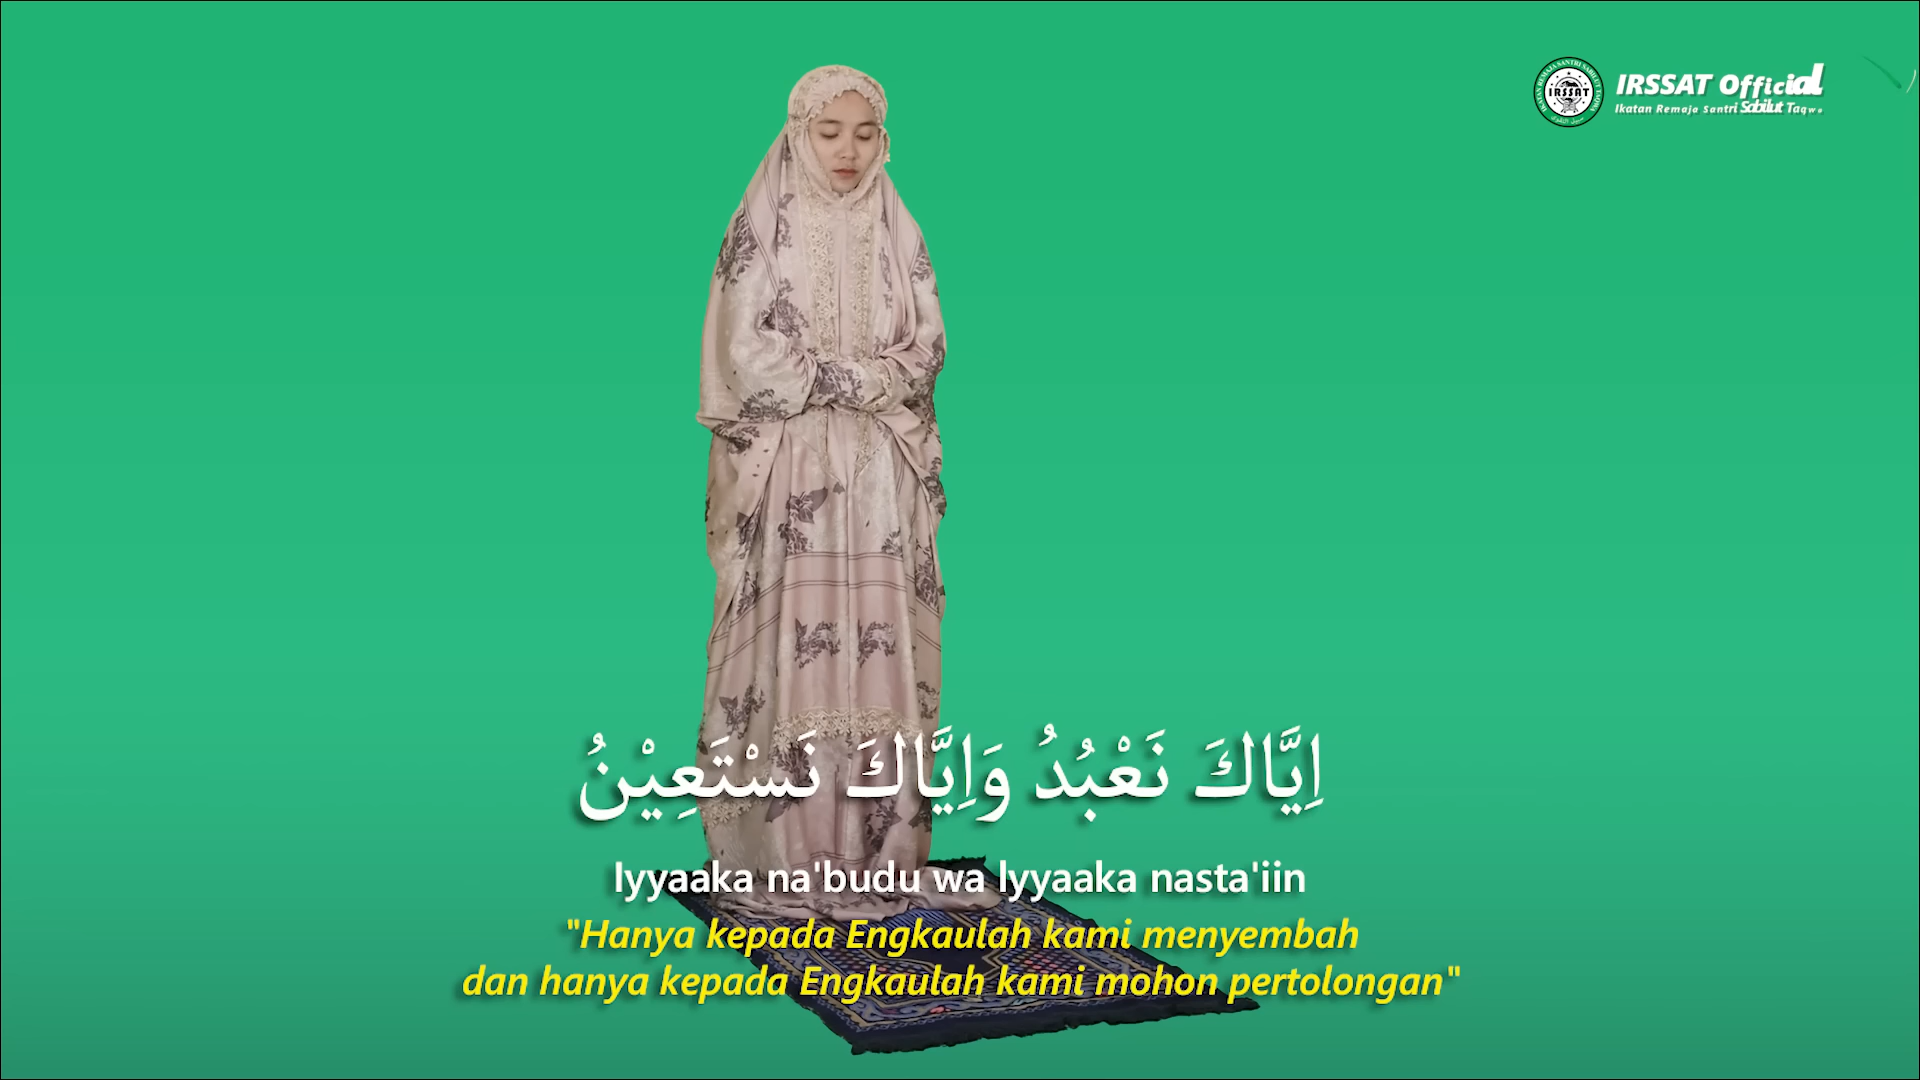 IRSSAT Official
Ikatan Remaja Santri Sabilut Taqwa
IRSSAT
اِيَّاكَ نَعْبُدُ وَاِيَّاكَ نَسْتَعِيْنُ
Iyyaaka na'budu wa Iyyaaka nasta'iin
"Hanya kepada Engkaulah kami menyembah
dan hanya kepada Engkaulah kami mohon pertolongan"